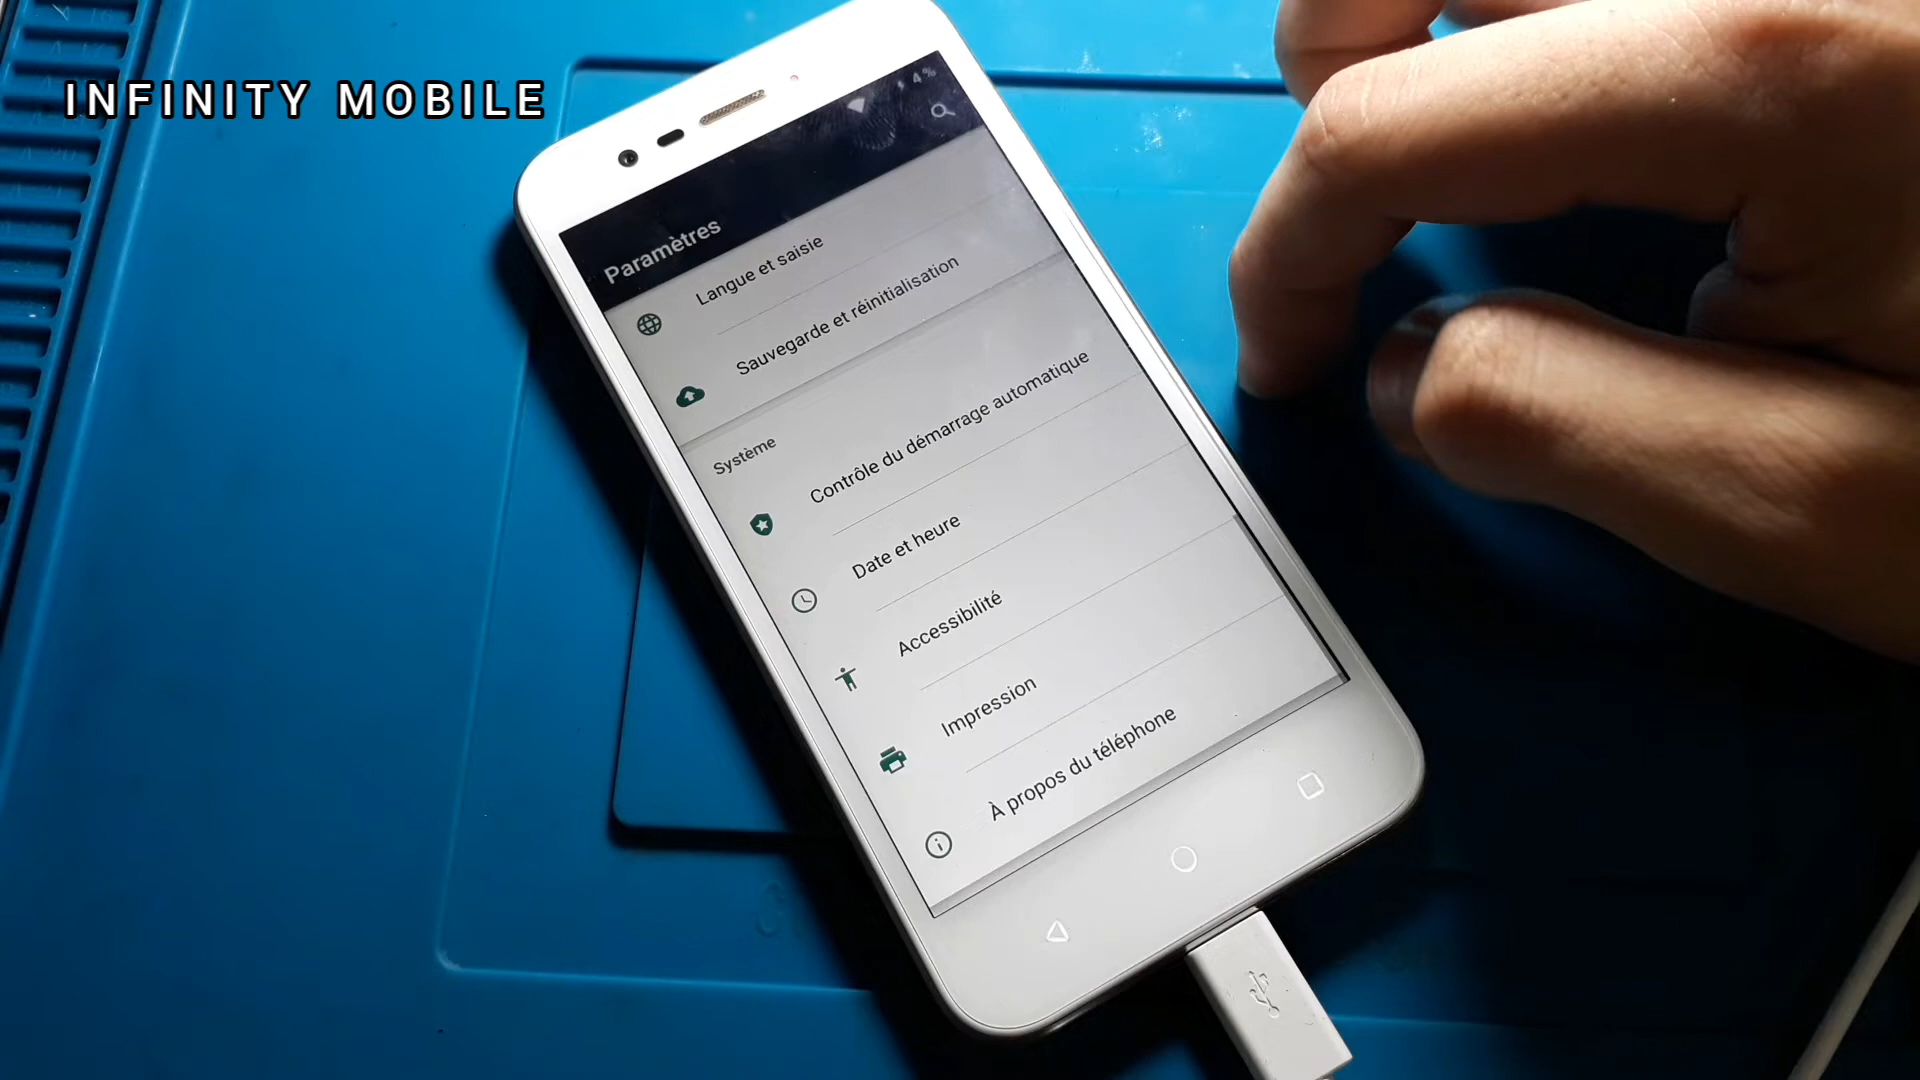 INFINITY MOBILE
4%
Paramètres
Langue et saisie
Sauvegarde et réinitialisation
Système
Contrôle du démarrage automatique
Date et heure
Accessibilité
Impression
À propos du téléphone